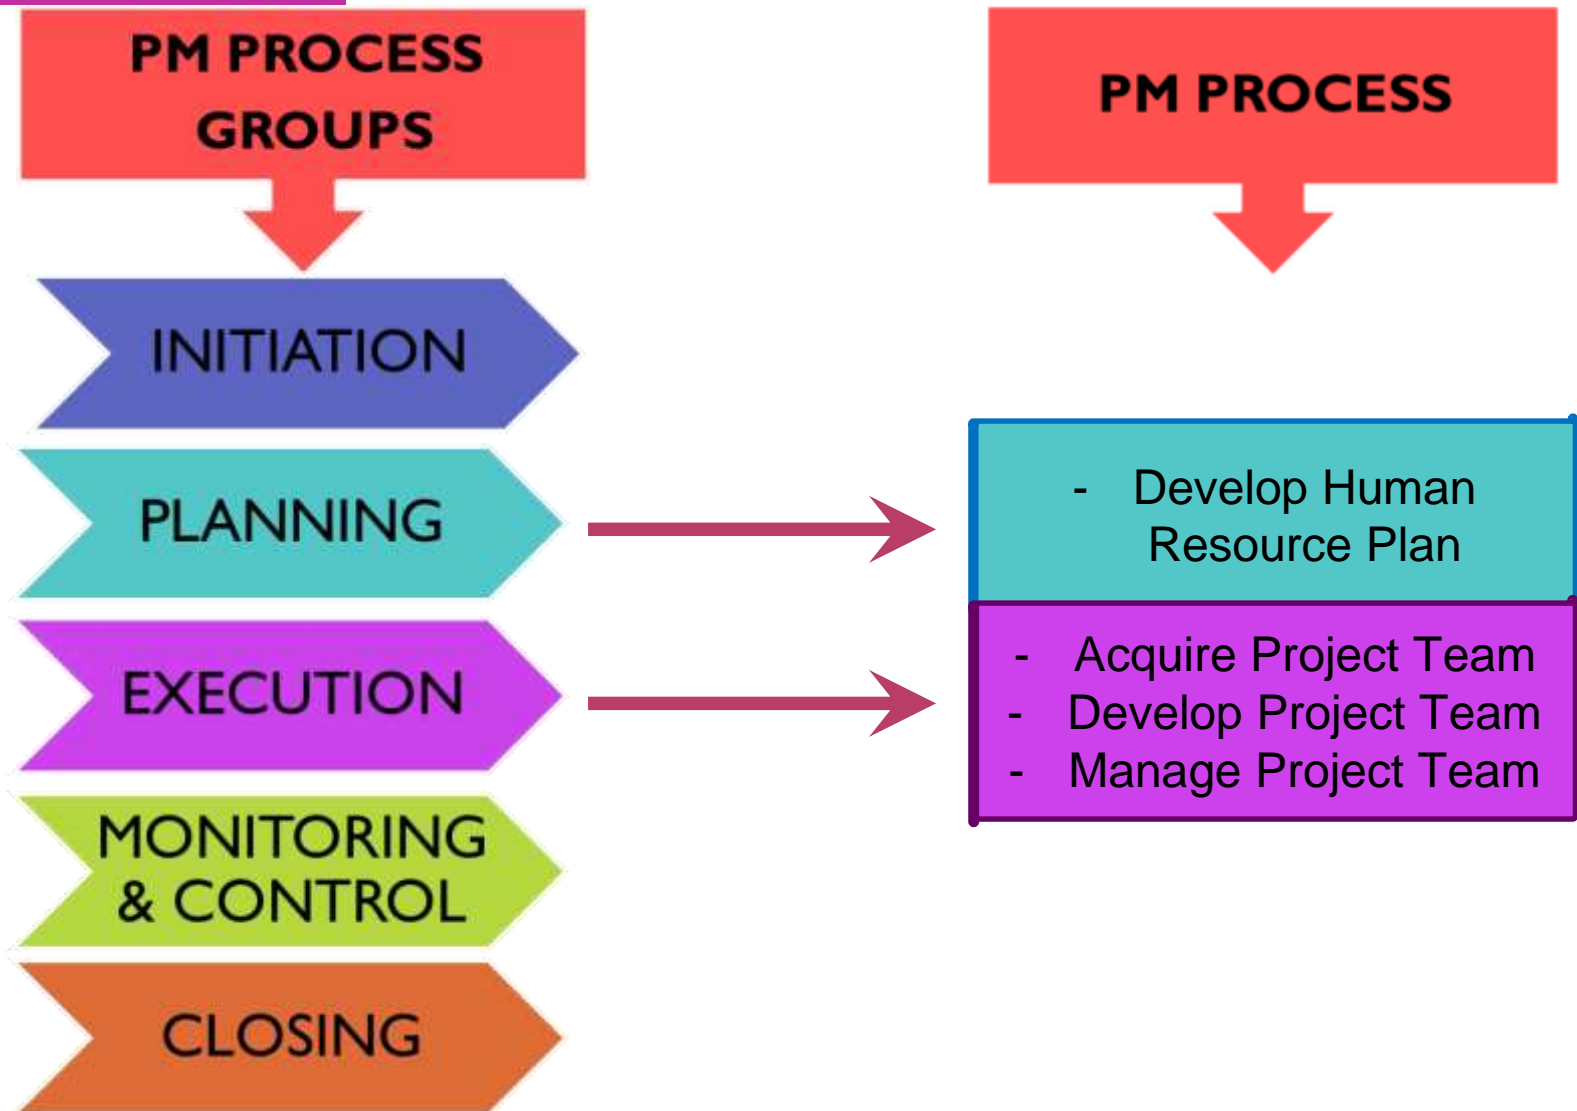 PM PROCESS
GROUPS
PM PROCESS
INITIATION
PLANNING
- Develop Human
Resource Plan
EXECUTION
- Acquire Project Team
- Develop Project Team
- Manage Project Team
MONITORING
& CONTROL
CLOSING